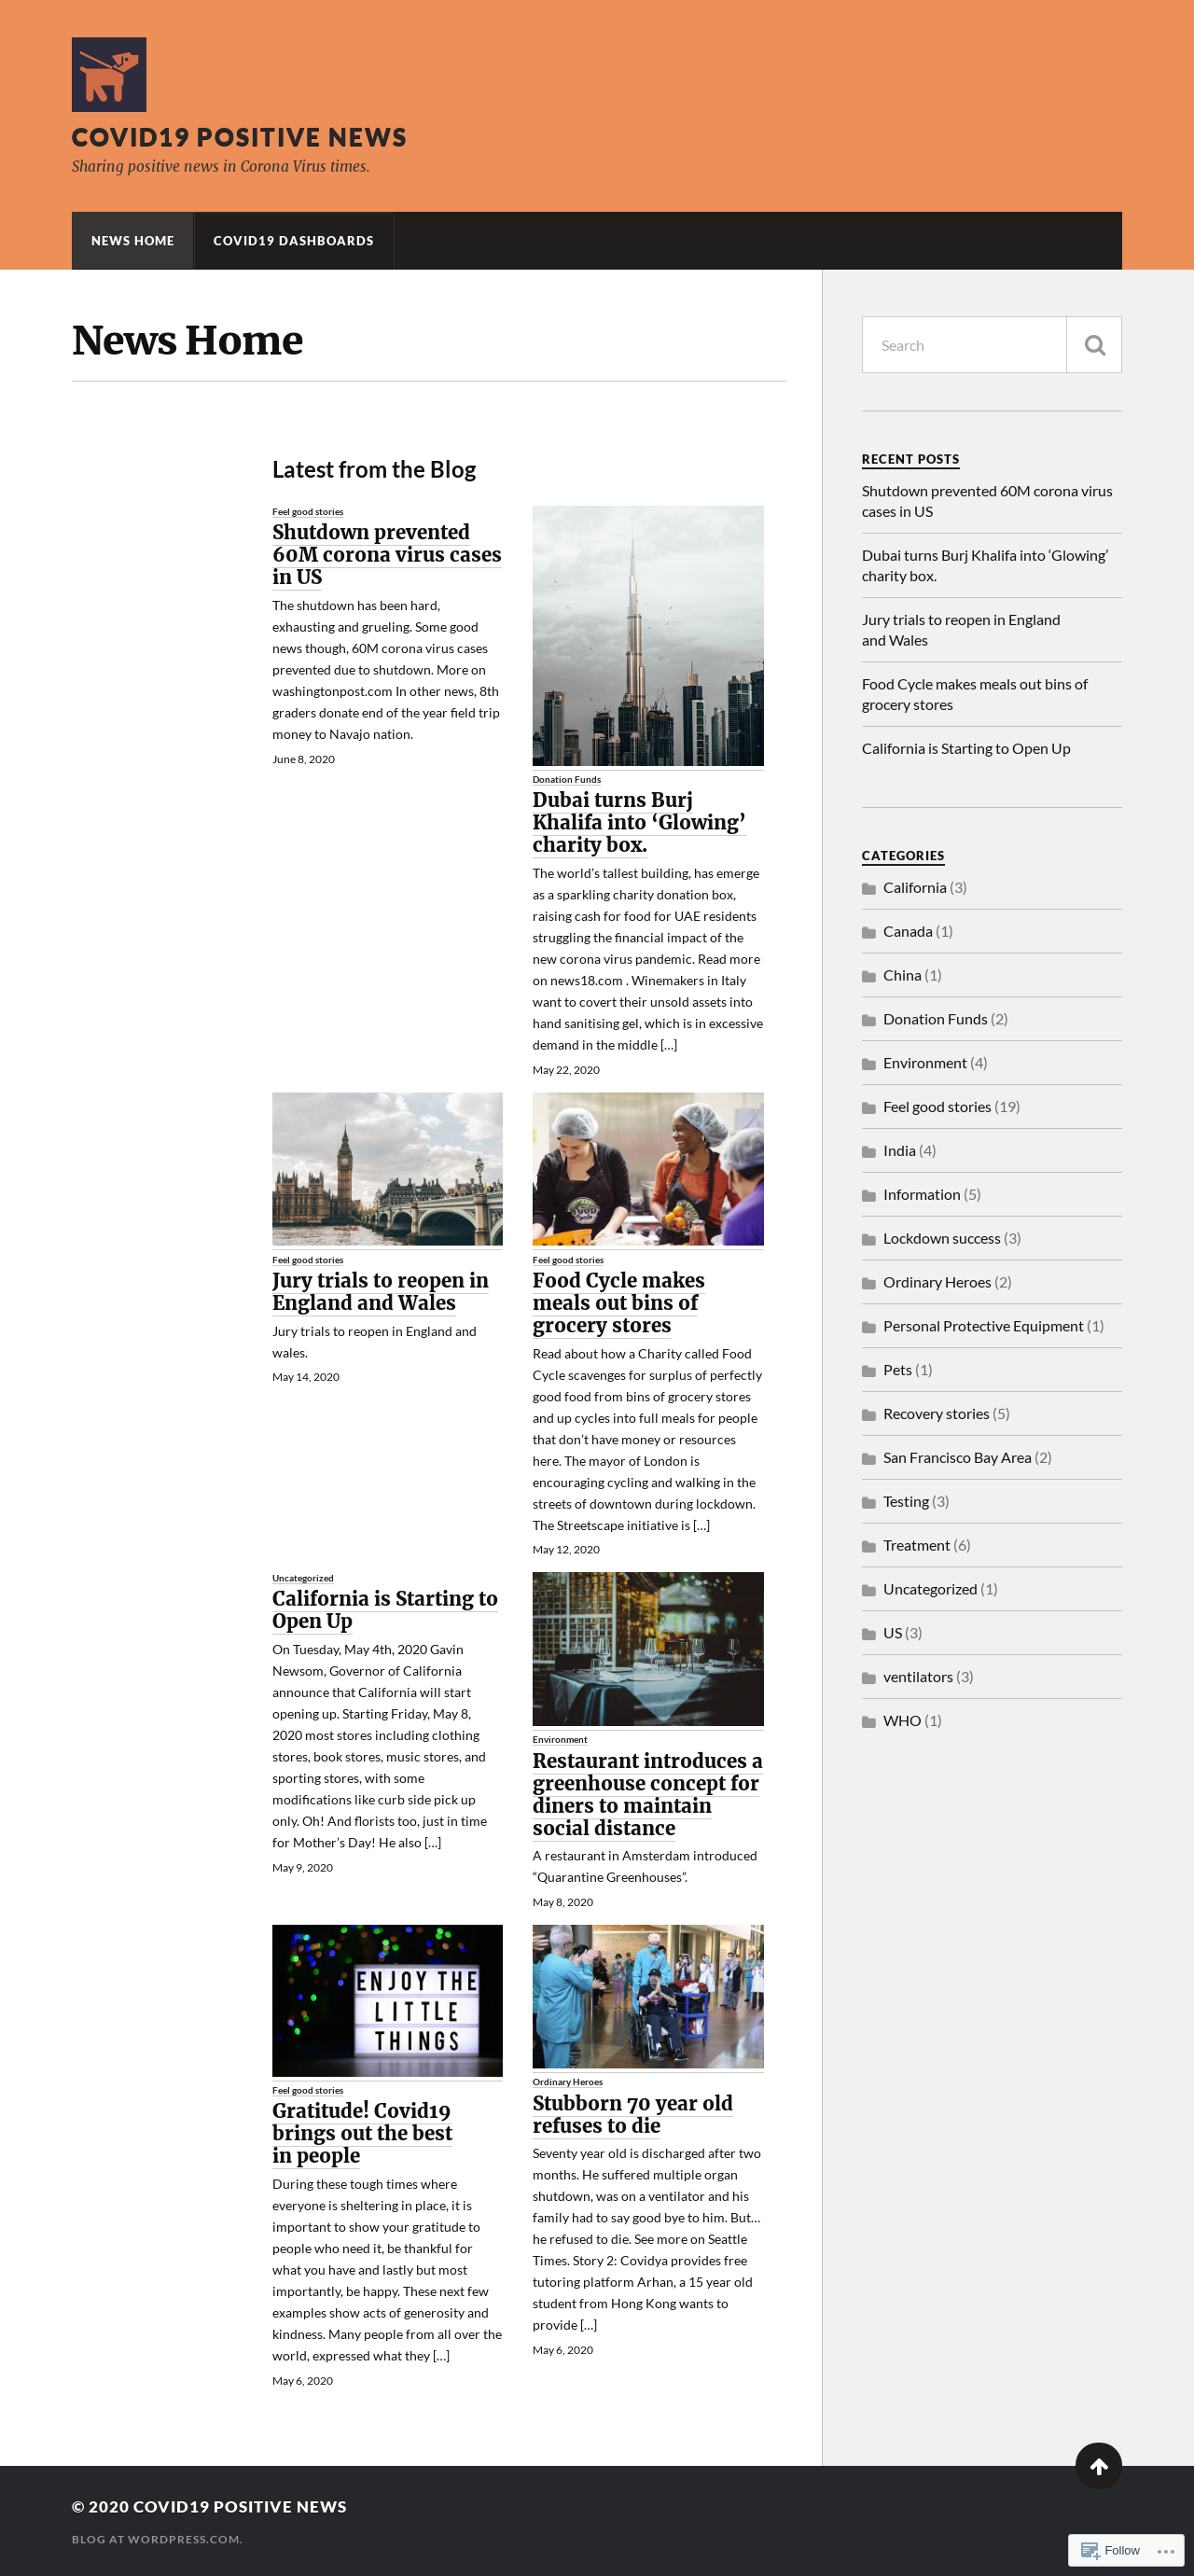 COVID19 POSITIVE NEWS
Sharing positive news in Corona Virus times.
NEWS HOME
COVID19 DASHBOARDS
News Home
Latest from the Blog
Feel good stories
Shutdown prevented
60M corona virus cases
in US
The shutdown has been hard,
exhausting and grueling. Some good
news though, 60M corona virus cases
prevented due to shutdown. More on
washingtonpost.com In other news, 8th
graders donate end of the year field trip
money to Navajo nation.
June 8, 2020
Donation Funds
Dubai turns Burj
Khalifa into ‘Glowing’
charity box.
The world’s tallest building, has emerge
as a sparkling charity donation box,
raising cash for food for UAE residents
struggling the financial impact of the
new corona virus pandemic. Read more
on news18.com . Winemakers in Italy
want to covert their unsold assets into
hand sanitising gel, which is in excessive
demand in the middle […]
May 22, 2020
Feel good stories
Jury trials to reopen in
England and Wales
Jury trials to reopen in England and
wales.
May 14, 2020
FOOD
Cycle
Feel good stories
Food Cycle makes
meals out bins of
grocery stores
Read about how a Charity called Food
Cycle scavenges for surplus of perfectly
good food from bins of grocery stores
and up cycles into full meals for people
that don’t have money or resources
here. The mayor of London is
encouraging cycling and walking in the
streets of downtown during lockdown.
The Streetscape initiative is […]
May 12, 2020
Uncategorized
California is Starting to
Open Up
On Tuesday, May 4th, 2020 Gavin
Newsom, Governor of California
announce that California will start
opening up. Starting Friday, May 8,
2020 most stores including clothing
stores, book stores, music stores, and
sporting stores, with some
modifications like curb side pick up
only. Oh! And florists too, just in time
for Mother’s Day! He also […]
May 9, 2020
Environment
Restaurant introduces a
greenhouse concept for
diners to maintain
social distance
A restaurant in Amsterdam introduced
“Quarantine Greenhouses”.
May 8, 2020
ENJOY THE
LITTLE
THINGS
Feel good stories
Gratitude! Covid19
brings out the best
in people
During these tough times where
everyone is sheltering in place, it is
important to show your gratitude to
people who need it, be thankful for
what you have and lastly but most
importantly, be happy. These next few
examples show acts of generosity and
kindness. Many people from all over the
world, expressed what they […]
May 6, 2020
Ordinary Heroes
Stubborn 70 year old
refuses to die
Seventy year old is discharged after two
months. He suffered multiple organ
shutdown, was on a ventilator and his
family had to say good bye to him. But…
he refused to die. See more on Seattle
Times. Story 2: Covidya provides free
tutoring platform Arhan, a 15 year old
student from Hong Kong wants to
provide […]
May 6, 2020
Search
RECENT POSTS
Shutdown prevented 60M corona virus
cases in US
Dubai turns Burj Khalifa into ‘Glowing’
charity box.
Jury trials to reopen in England
and Wales
Food Cycle makes meals out bins of
grocery stores
California is Starting to Open Up
CATEGORIES
California (3)
Canada (1)
China (1)
Donation Funds (2)
Environment (4)
Feel good stories (19)
India (4)
Information (5)
Lockdown success (3)
Ordinary Heroes (2)
Personal Protective Equipment (1)
Pets (1)
Recovery stories (5)
San Francisco Bay Area (2)
Testing (3)
Treatment (6)
Uncategorized (1)
US (3)
ventilators (3)
WHO (1)
© 2020 COVID19 POSITIVE NEWS
BLOG AT WORDPRESS.COM.
Follow